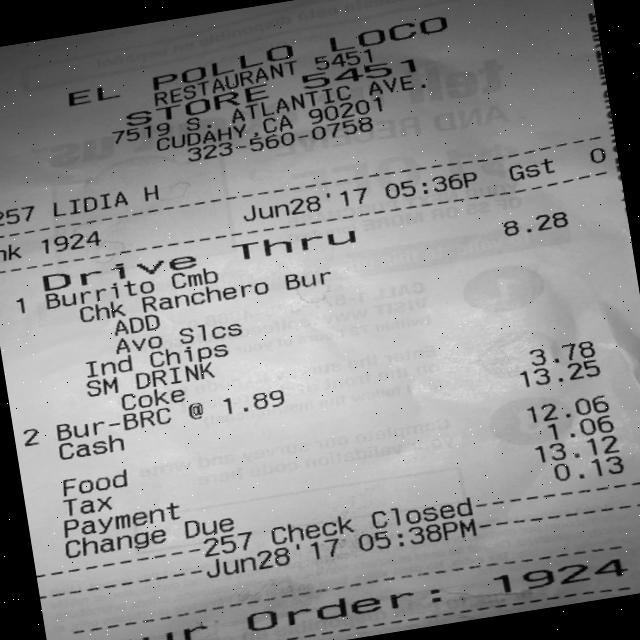 EL POLLO LOCO
RESTAURANT 5451
STORE 5451
7519 S. ATLANTIC AVE.
CUDAHY,CA 90201
323-560-0758
257 LIDIA H
1924 Jun28'17 05:36P Gst 0
Drive Thru
1 Burrito Cmb 8.28
Chk Ranchero Bur
ADD
Avo Slcs
Ind Chips
SM DRINK
Coke
2 Bur-BRC @ 1.89 3.78
Cash 13.25
Food 12.06
Tax 1.06
Payment 13.12
Change Due 0.13
257 Check Closed
Jun28'17 05:38PM
Order: 1924